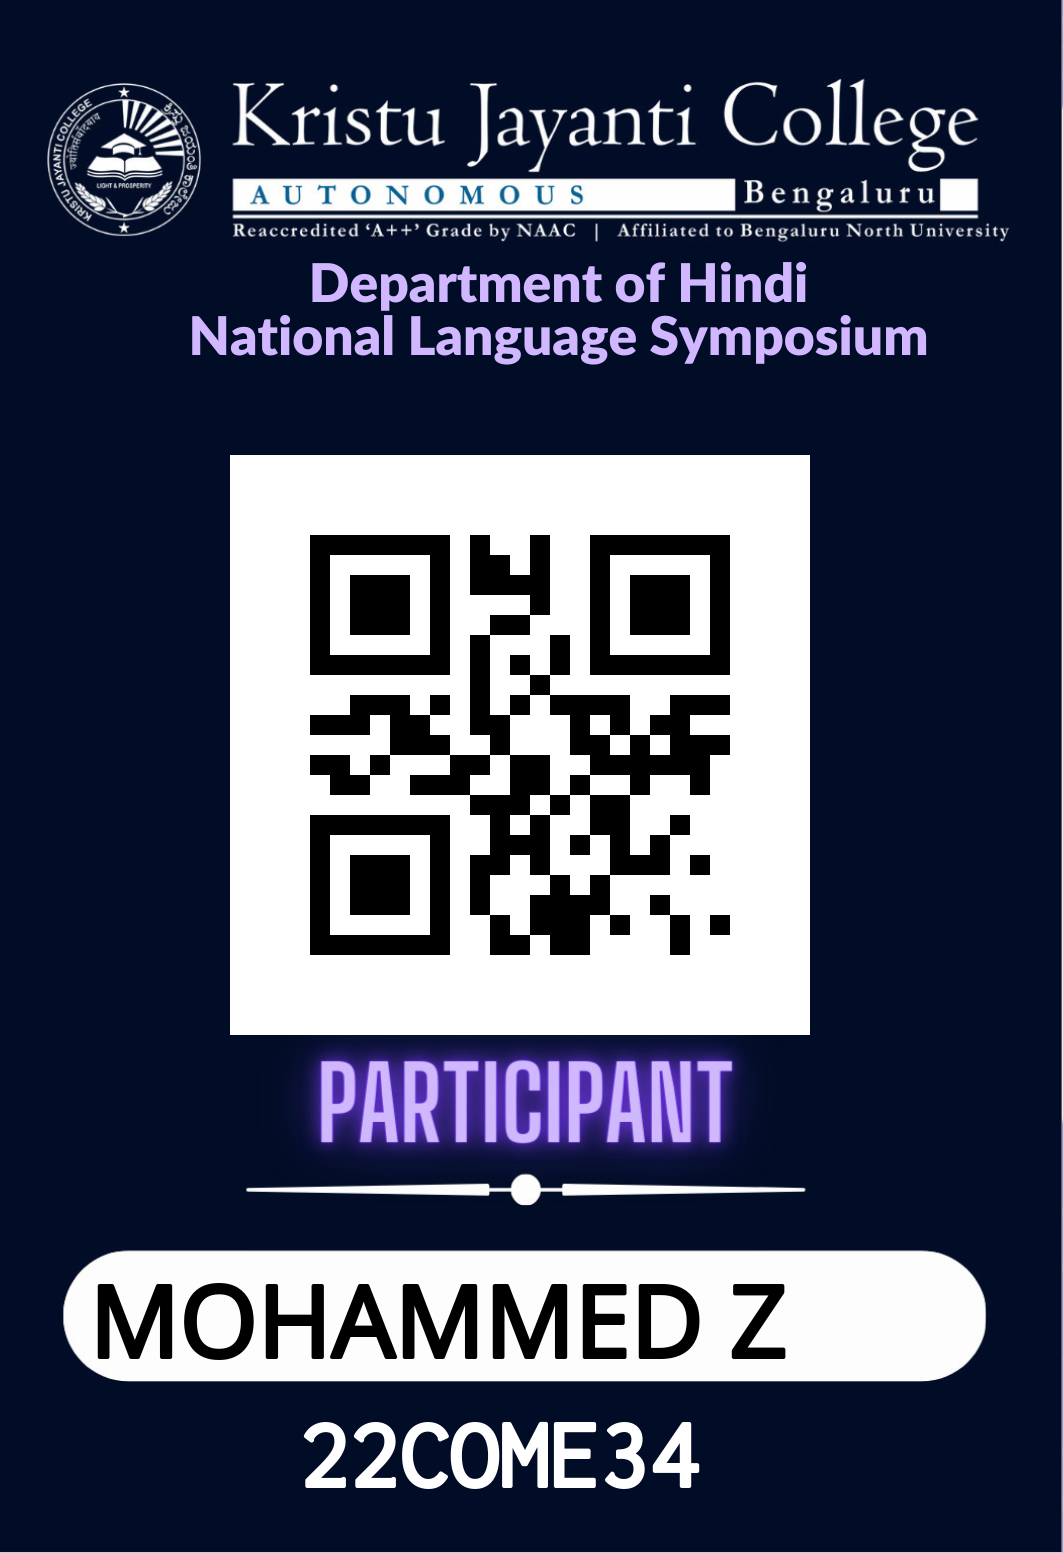 Kristu Jayanti College
AUTONOMOUS Bengaluru
Reaccredited ‘A++’ Grade by NAAC | Affiliated to Bengaluru North University
KRISTU JAYANTI COLLEGE
LIGHT & PROSPERITY
Department of Hindi
National Language Symposium
PARTICIPANT
MOHAMMED Z
22COME34